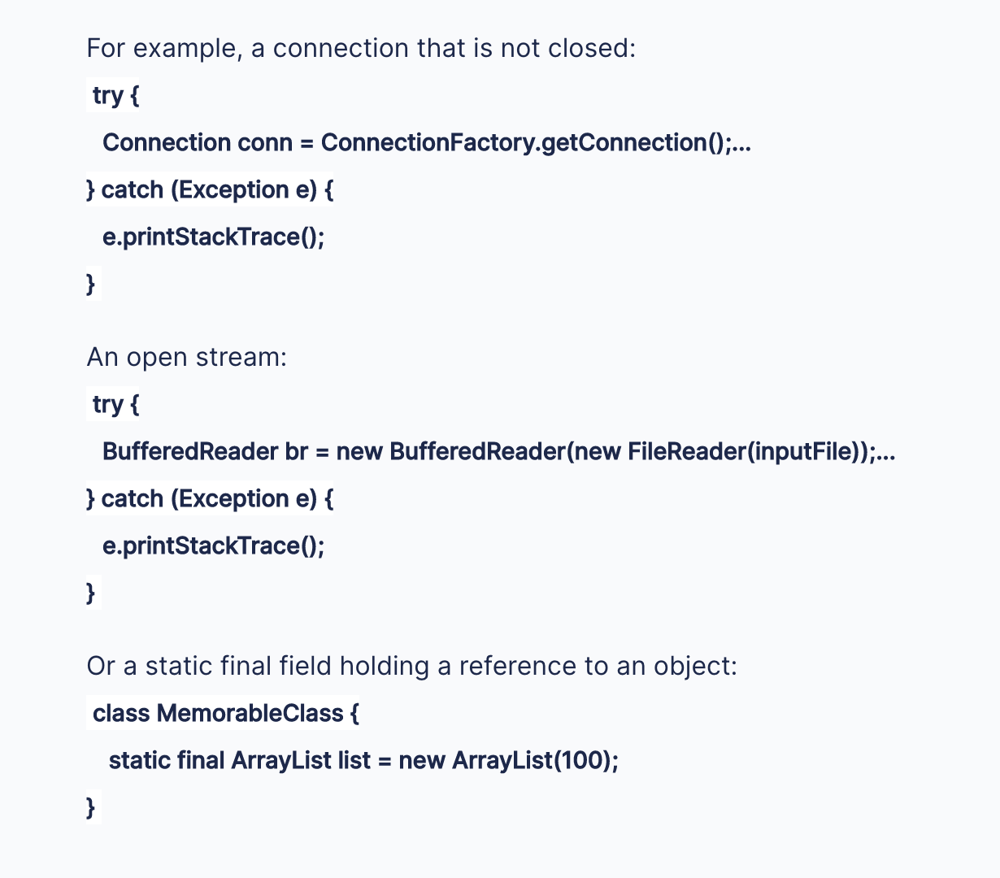 For example, a connection that is not closed:
try {
Connection conn = ConnectionFactory.getConnection();...
} catch (Exception e) {
e.printStackTrace();
}
An open stream:
try {
BufferedReader br = new BufferedReader(new FileReader(inputFile));...
} catch (Exception e) {
e.printStackTrace();
}
Or a static final field holding a reference to an object:
class MemorableClass {
static final ArrayList list = new ArrayList(100);
}